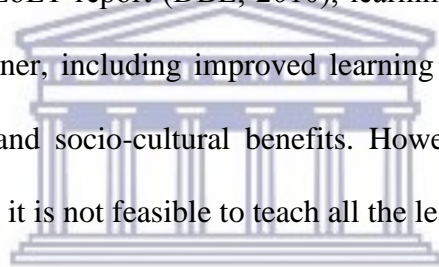 report (DBE, 2010), learni
ner, including improved learning
and socio-cultural benefits. Howe
it is not feasible to teach all the le